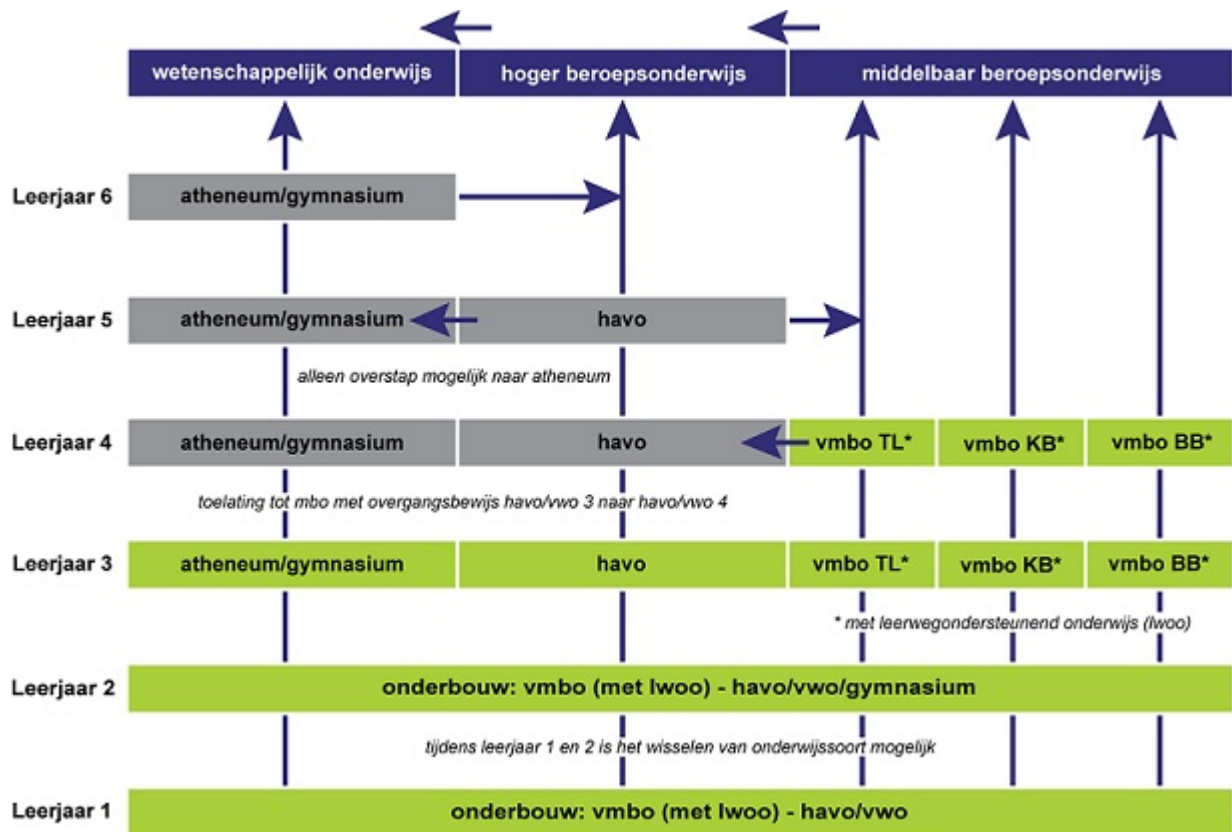 wetenschappelijk onderwijs hoger beroepsonderwijs middelbaar beroepsonderwijs
Leerjaar 6 atheneum/gymnasium
Leerjaar 5 atheneum/gymnasium havo
alleen overstap mogelijk naar atheneum
Leerjaar 4 atheneum/gymnasium havo vmbo TL* vmbo KB* vmbo BB*
toelating tot mbo met overgangsbewijs havo/vwo 3 naar havo/vwo 4
Leerjaar 3 atheneum/gymnasium havo vmbo TL* vmbo KB* vmbo BB*
* met leerwegondersteunend onderwijs (lwoo)
Leerjaar 2 onderbouw: vmbo (met lwoo) - havo/vwo/gymnasium
tijdens leerjaar 1 en 2 is het wisselen van onderwijssoort mogelijk
Leerjaar 1 onderbouw: vmbo (met lwoo) - havo/vwo